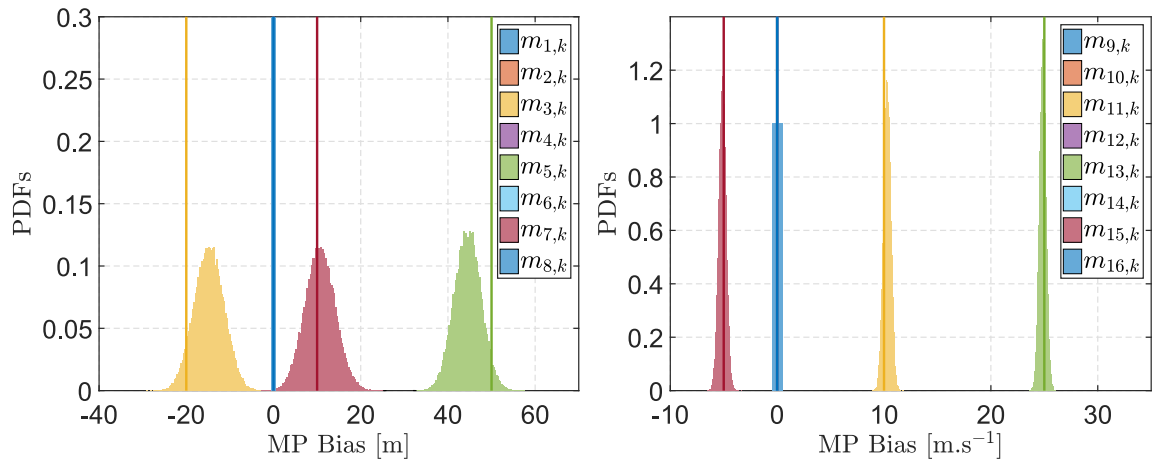 0.3
0.25
0.2
0.15
0.1
0.05
0
PDFs
-40
-20
0
20
40
60
MP Bias [m]
m1,k
m2,k
m3,k
m4,k
m5,k
m6,k
m7,k
m8,k
1.2
1
0.8
0.6
0.4
0.2
0
PDFs
-10
0
10
20
30
MP Bias [m.s⁻¹]
m9,k
m10,k
m11,k
m12,k
m13,k
m14,k
m15,k
m16,k